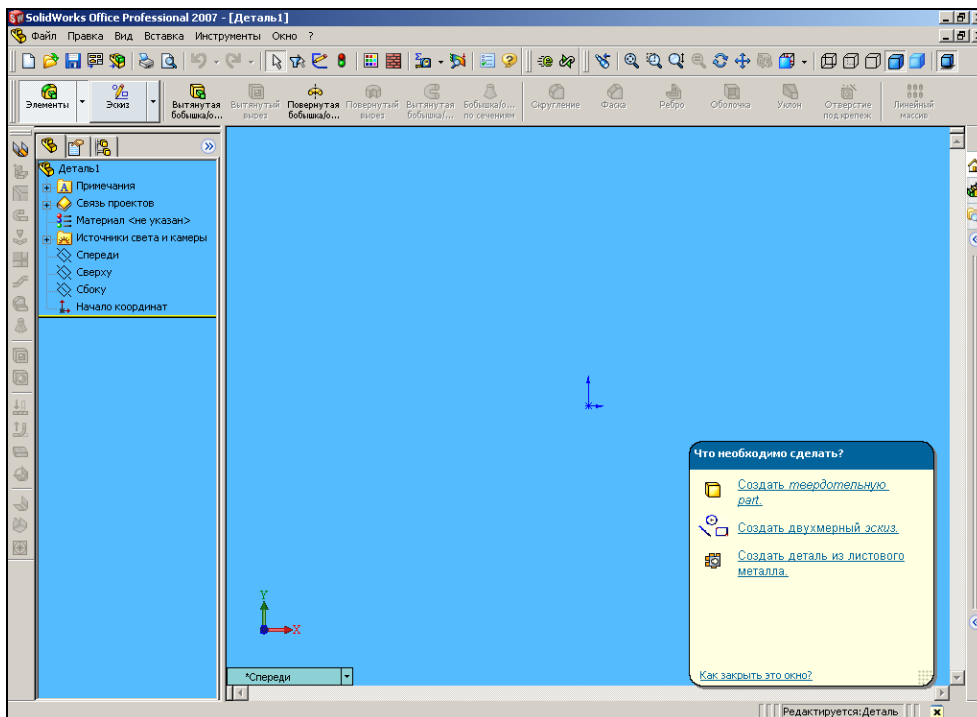 SolidWorks Office Professional 2007 - [Деталь1]
Файл Правка Вид Вставка Инструменты Окно ?
Элементы Эскиз Вытянутая бобышка/о... Вытянутый вырез Повернутая бобышка/о... Повернутый вырез Вытянутая бобышка/... Бобышка/о... по сечениям Скругление Фаска Ребро Оболочка Уклон Отверстие под крепеж Линейный массив
Деталь1
Примечания
Связь проектов
Материал <не указан>
Источники света и камеры
Спереди
Сверху
Сбоку
Начало координат
Что необходимо сделать?
Создать твердотельную
part.
Создать двухмерный эскиз.
Создать деталь из листового
металла.
Как закрыть это окно?
Y
X
*Спереди
Редактируется:Деталь